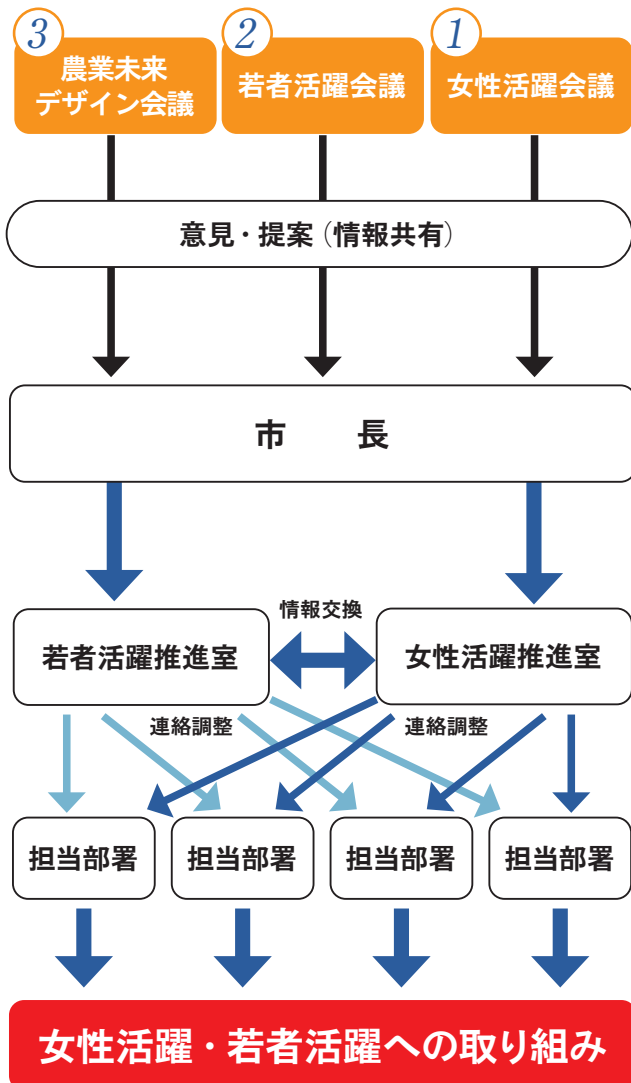 ③
農業未来
デザイン会議
②
若者活躍会議
①
女性活躍会議
意見・提案（情報共有）
市　長
若者活躍推進室
情報交換
女性活躍推進室
連絡調整
連絡調整
担当部署
担当部署
担当部署
担当部署
女性活躍・若者活躍への取り組み